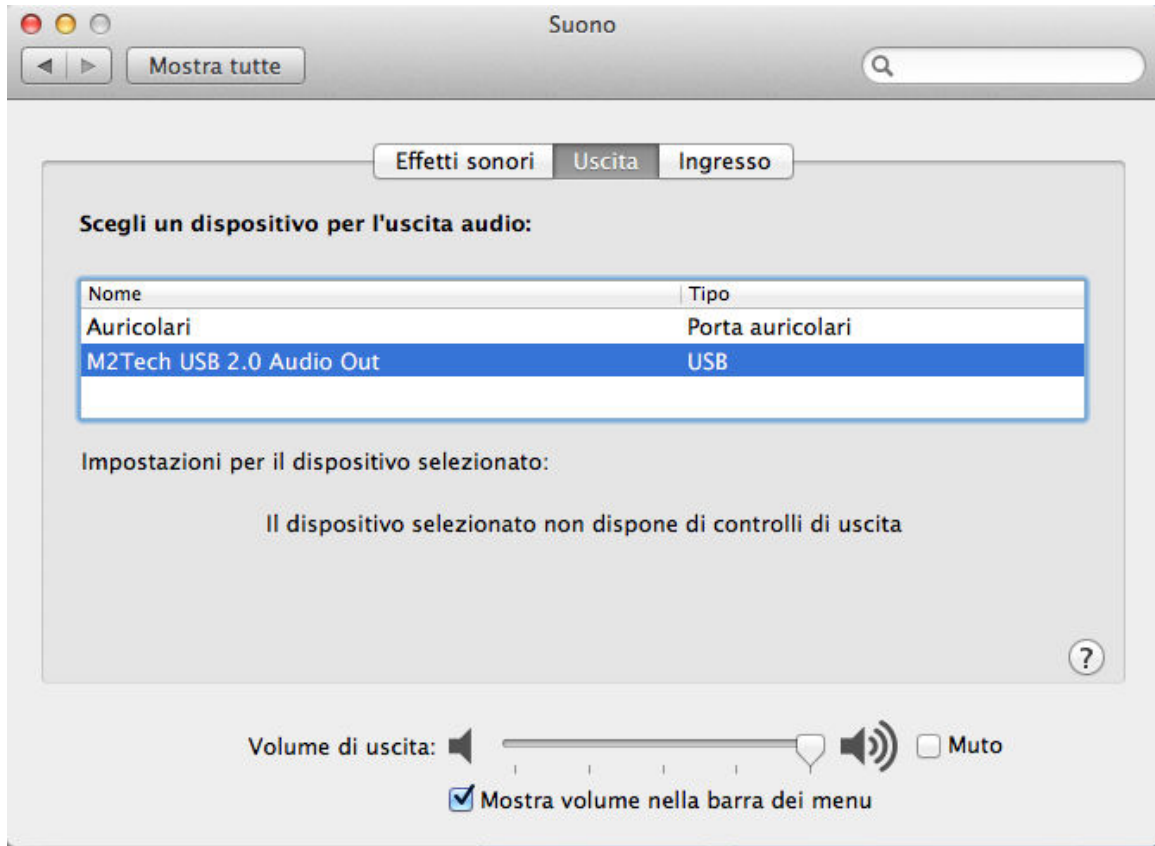 Suono
Mostra tutte
Effetti sonori Uscita Ingresso
Scegli un dispositivo per l'uscita audio:
Nome Tipo
Auricolari Porta auricolari
M2Tech USB 2.0 Audio Out USB
Impostazioni per il dispositivo selezionato:
Il dispositivo selezionato non dispone di controlli di uscita
?
Volume di uscita: Muto
Mostra volume nella barra dei menu